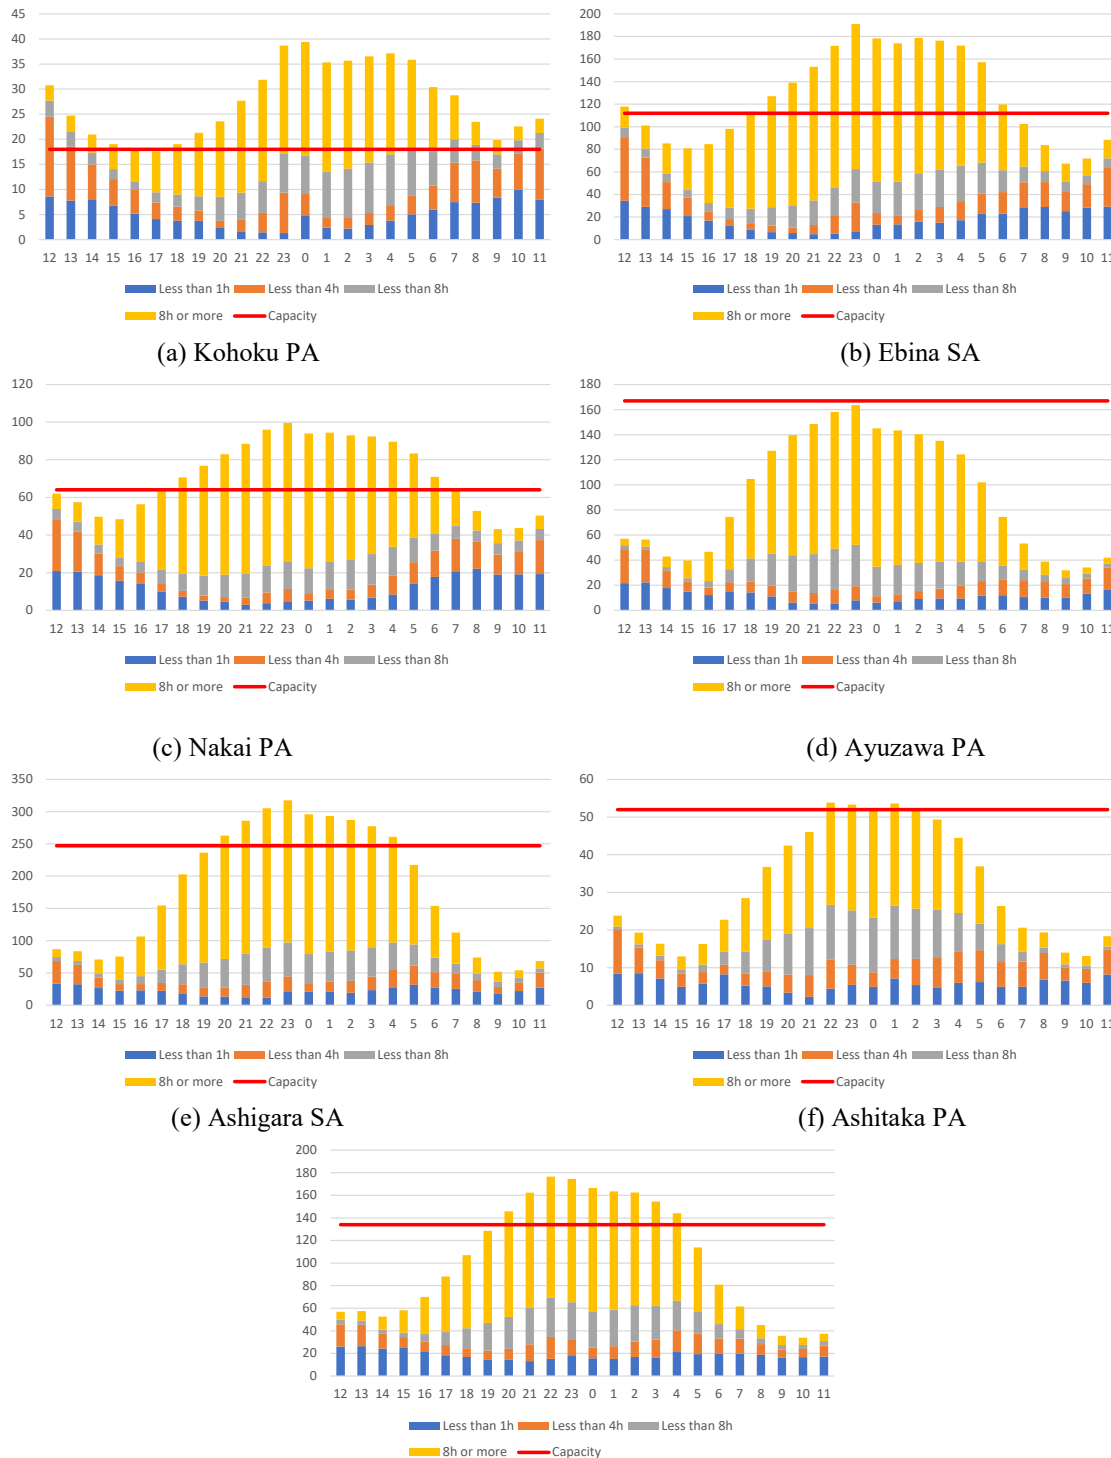 45
40
35
30
25
20
15
10
5
0
12 13 14 15 16 17 18 19 20 21 22 23 0 1 2 3 4 5 6 7 8 9 10 11
Less than 1h Less than 4h Less than 8h
8h or more Capacity
(a) Kohoku PA
200
180
160
140
120
100
80
60
40
20
0
12 13 14 15 16 17 18 19 20 21 22 23 0 1 2 3 4 5 6 7 8 9 10 11
Less than 1h Less than 4h Less than 8h
8h or more Capacity
(b) Ebina SA
120
100
80
60
40
20
0
12 13 14 15 16 17 18 19 20 21 22 23 0 1 2 3 4 5 6 7 8 9 10 11
Less than 1h Less than 4h Less than 8h
8h or more Capacity
(c) Nakai PA
180
160
140
120
100
80
60
40
20
0
12 13 14 15 16 17 18 19 20 21 22 23 0 1 2 3 4 5 6 7 8 9 10 11
Less than 1h Less than 4h Less than 8h
8h or more Capacity
(d) Ayuzawa PA
350
300
250
200
150
100
50
0
12 13 14 15 16 17 18 19 20 21 22 23 0 1 2 3 4 5 6 7 8 9 10 11
Less than 1h Less than 4h Less than 8h
8h or more Capacity
(e) Ashigara SA
60
50
40
30
20
10
0
12 13 14 15 16 17 18 19 20 21 22 23 0 1 2 3 4 5 6 7 8 9 10 11
Less than 1h Less than 4h Less than 8h
8h or more Capacity
(f) Ashitaka PA
200
180
160
140
120
100
80
60
40
20
0
12 13 14 15 16 17 18 19 20 21 22 23 0 1 2 3 4 5 6 7 8 9 10 11
Less than 1h Less than 4h Less than 8h
8h or more Capacity